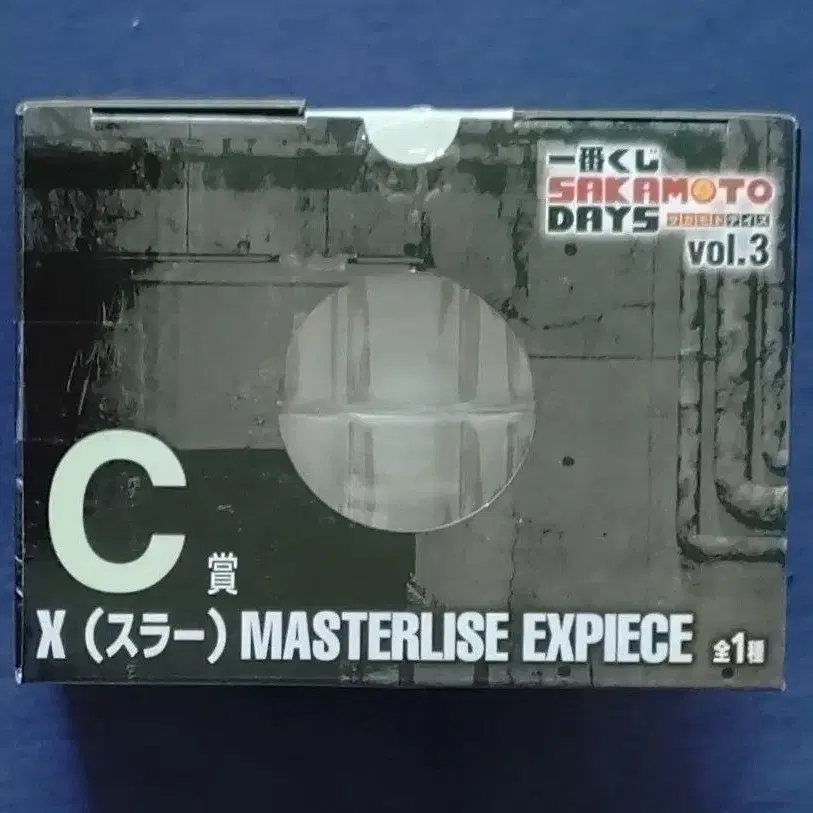 一番くじ
SAKAMOTO
DAYS サカモトデイズ
vol.3
C賞
X（スラー）MASTERLISE EXPIECE 全1種